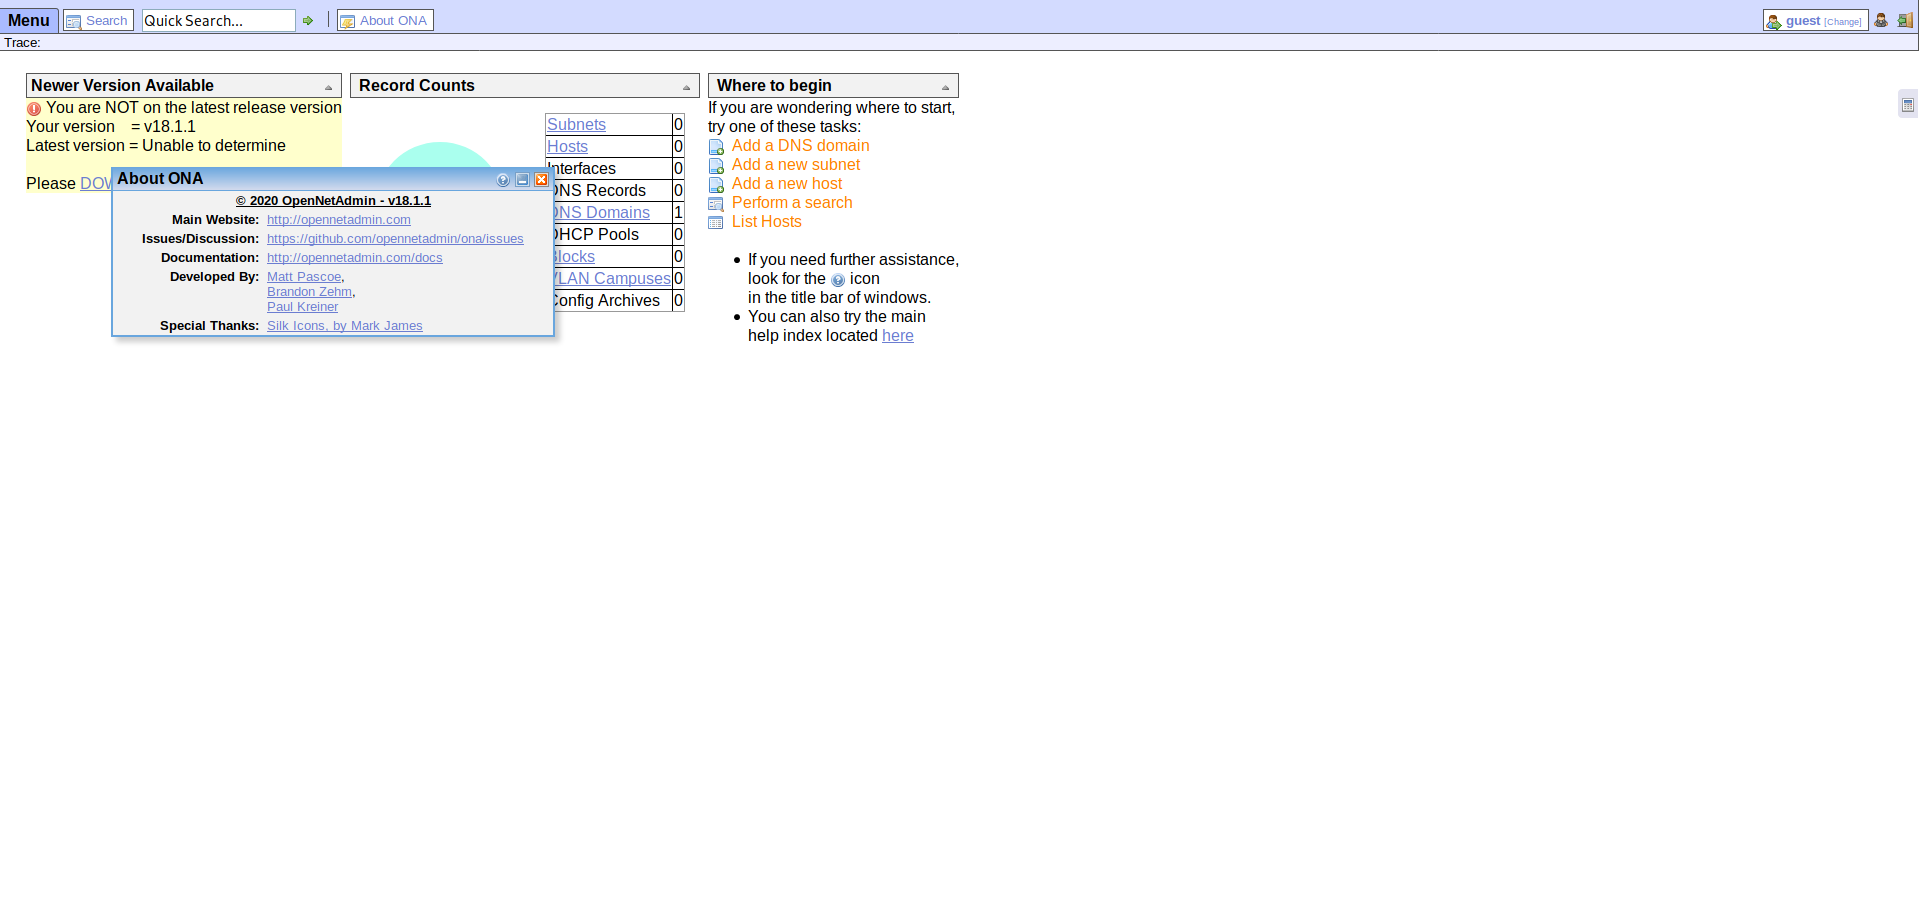 Menu Search Quick Search... About ONA guest [Change]
Trace:
Newer Version Available
You are NOT on the latest release version
Your version = v18.1.1
Latest version = Unable to determine
Please
About ONA
© 2020 OpenNetAdmin - v18.1.1
Main Website: http://opennetadmin.com
Issues/Discussion: https://github.com/opennetadmin/ona/issues
Documentation: http://opennetadmin.com/docs
Developed By: Matt Pascoe,
Brandon Zehm,
Paul Kreiner
Special Thanks: Silk Icons, by Mark James
Record Counts
Subnets 0
Hosts 0
Interfaces 0
DNS Records 0
DNS Domains 1
DHCP Pools 0
Blocks 0
VLAN Campuses 0
Config Archives 0
Where to begin
If you are wondering where to start,
try one of these tasks:
Add a DNS domain
Add a new subnet
Add a new host
Perform a search
List Hosts
If you need further assistance,
look for the icon
in the title bar of windows.
You can also try the main
help index located here